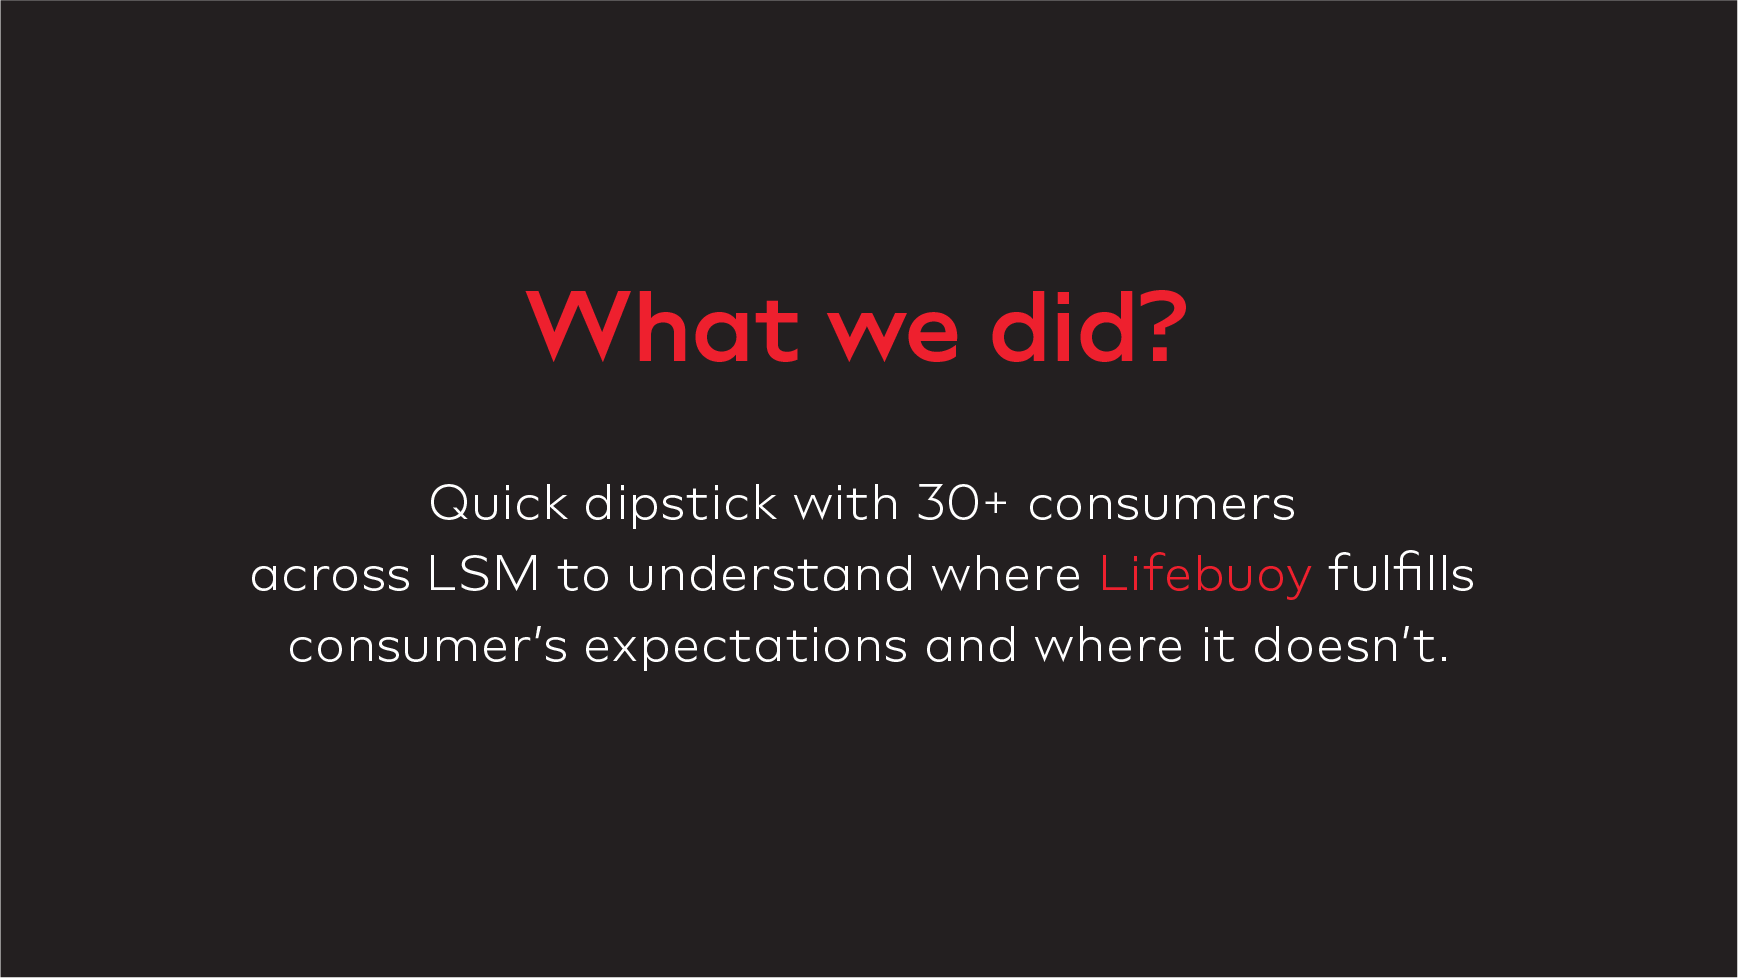 What we did?
Quick dipstick with 30+ consumers
across LSM to understand where Lifebuoy fulfills
consumer’s expectations and where it doesn’t.